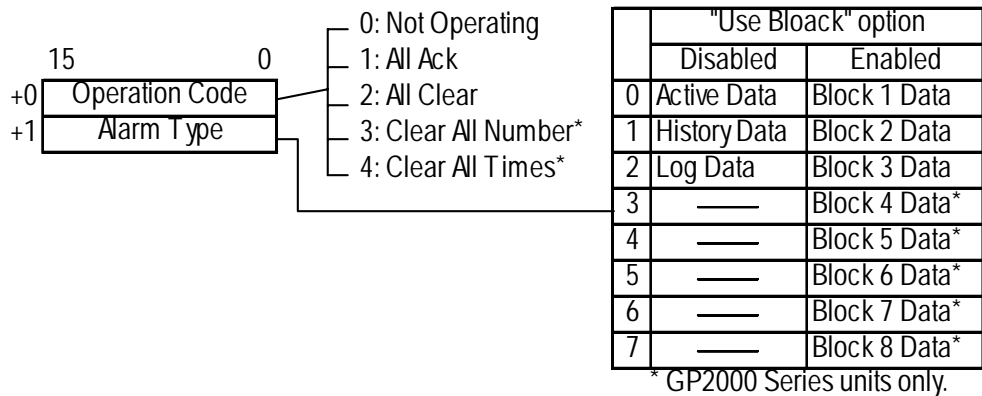 15 0
+0 Operation Code
+1 Alarm Type
0: Not Operating
1: All Ack
2: All Clear
3: Clear All Number*
4: Clear All Times*
"Use Bloack" option
Disabled Enabled
0 Active Data Block 1 Data
1 History Data Block 2 Data
2 Log Data Block 3 Data
3 —— Block 4 Data*
4 —— Block 5 Data*
5 —— Block 6 Data*
6 —— Block 7 Data*
7 —— Block 8 Data*
* GP2000 Series units only.